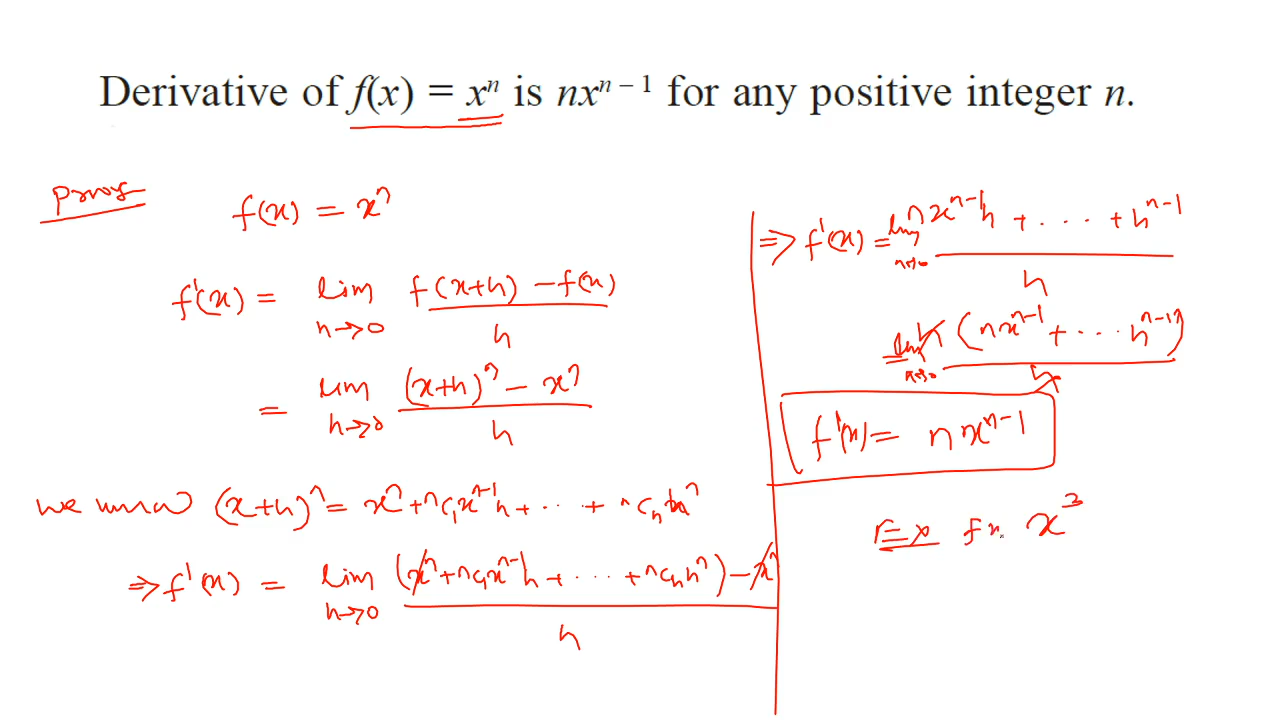 Derivative of f(x) = xⁿ is nxⁿ⁻¹ for any positive integer n.
Proof
f(x) = xⁿ
f'(x) = lim h→0 (f(x+h) − f(x)) / h
= lim h→0 ((x+h)ⁿ − xⁿ) / h
we know (x+h)ⁿ = xⁿ + ⁿC₁xⁿ⁻¹h + ... + ⁿCₙhⁿ
⇒ f'(x) = lim h→0 ((xⁿ + ⁿC₁xⁿ⁻¹h + ... + ⁿCₙhⁿ) − xⁿ) / h
⇒ f'(x) = lim h→0 (nxⁿ⁻¹h + ... + hⁿ⁻¹) / h
= lim h→0 h(nxⁿ⁻¹ + ... hⁿ⁻¹) / h
f'(x) = nxⁿ⁻¹
Ex x³